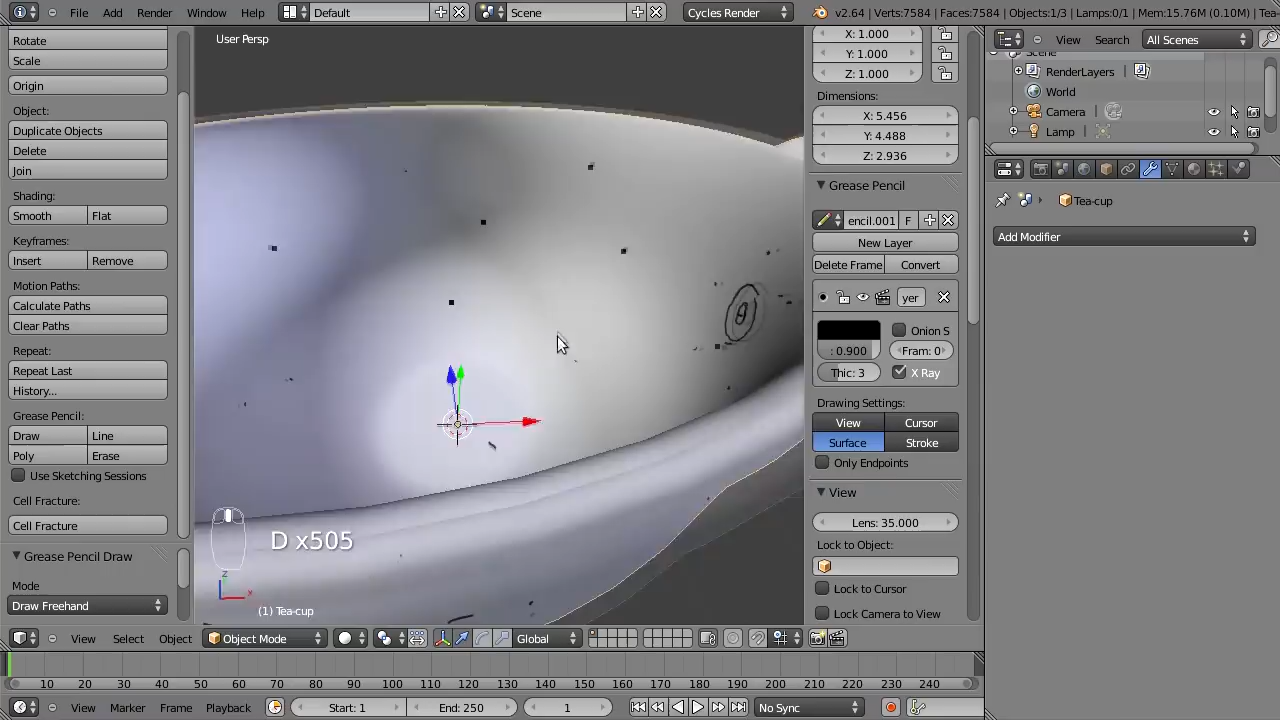 File Add Render Window Help Default Scene Cycles Render v2.64 | Verts:7584 | Faces:7584 | Objects:1/3 | Lamps:0/1 | Mem:15.76M (0.10M) | Tea-
Rotate
Scale
Origin
Object:
Duplicate Objects
Delete
Join
Shading:
Smooth Flat
Keyframes:
Insert Remove
Motion Paths:
Calculate Paths
Clear Paths
Repeat:
Repeat Last
History...
Grease Pencil:
Draw Line
Poly Erase
Use Sketching Sessions
Cell Fracture:
Cell Fracture
Grease Pencil Draw
Mode
Draw Freehand
User Persp
D x505
z
x
(1) Tea-cup
X: 1.000
Y: 1.000
Z: 1.000
Dimensions:
X: 5.456
Y: 4.488
Z: 2.936
Grease Pencil
encil.001 F
New Layer
Delete Frame Convert
yer
Onion S
: 0.900 Fram: 0
Thic: 3 X Ray
Drawing Settings:
View Cursor
Surface Stroke
Only Endpoints
View
Lens: 35.000
Lock to Object:
Lock to Cursor
Lock Camera to View
View Search All Scenes
Scene
RenderLayers
World
Camera
Lamp
Tea-cup
Add Modifier
View Select Object Object Mode Global
10 20 30 40 50 60 70 80 90 100 110 120 130 140 150 160 170 180 190 200 210 220 230 240
View Marker Frame Playback Start: 1 End: 250 1 No Sync